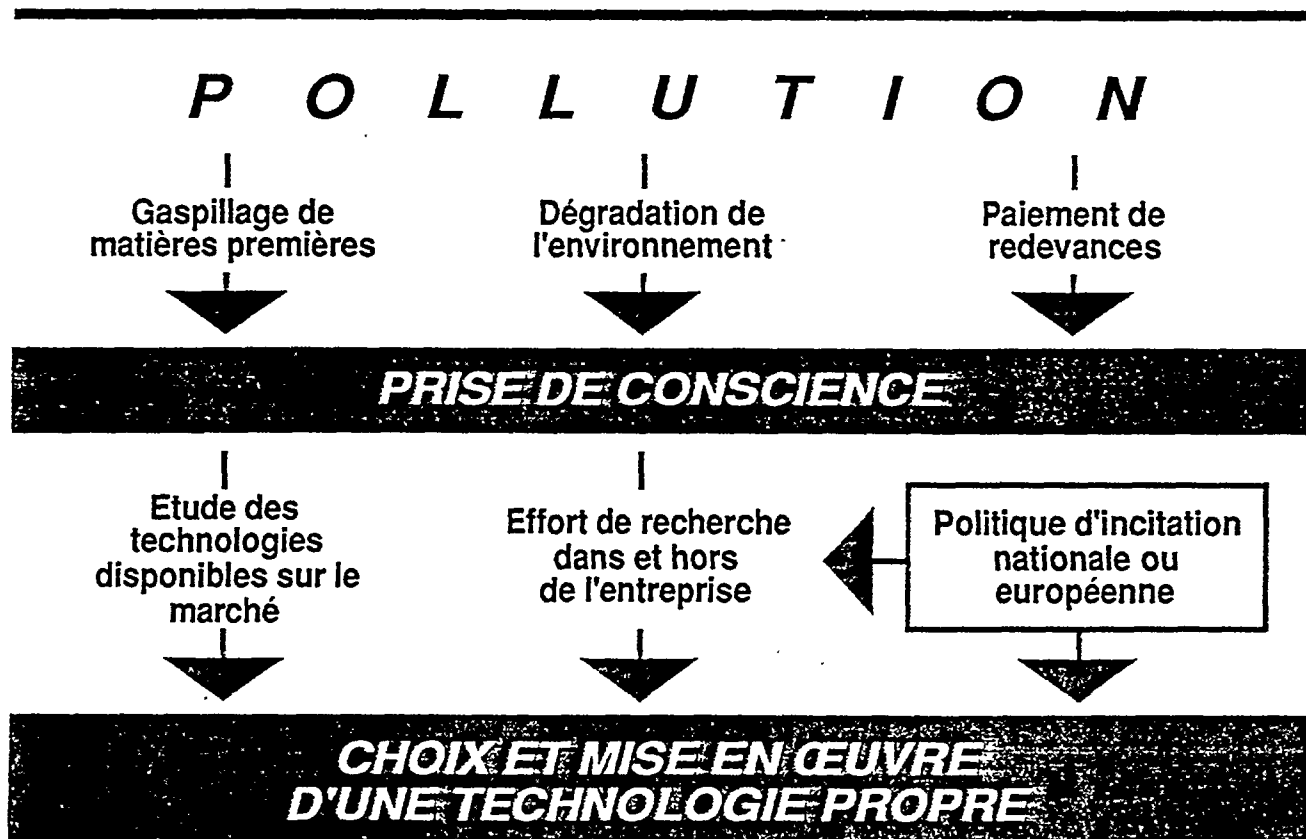 P O L L U T I O N
Gaspillage de
matières premières
Dégradation de
l'environnement
Paiement de
redevances
PRISE DE CONSCIENCE
Etude des
technologies
disponibles sur le
marché
Effort de recherche
dans et hors
de l'entreprise
Politique d'incitation
nationale ou
européenne
CHOIX ET MISE EN ŒUVRE
D'UNE TECHNOLOGIE PROPRE